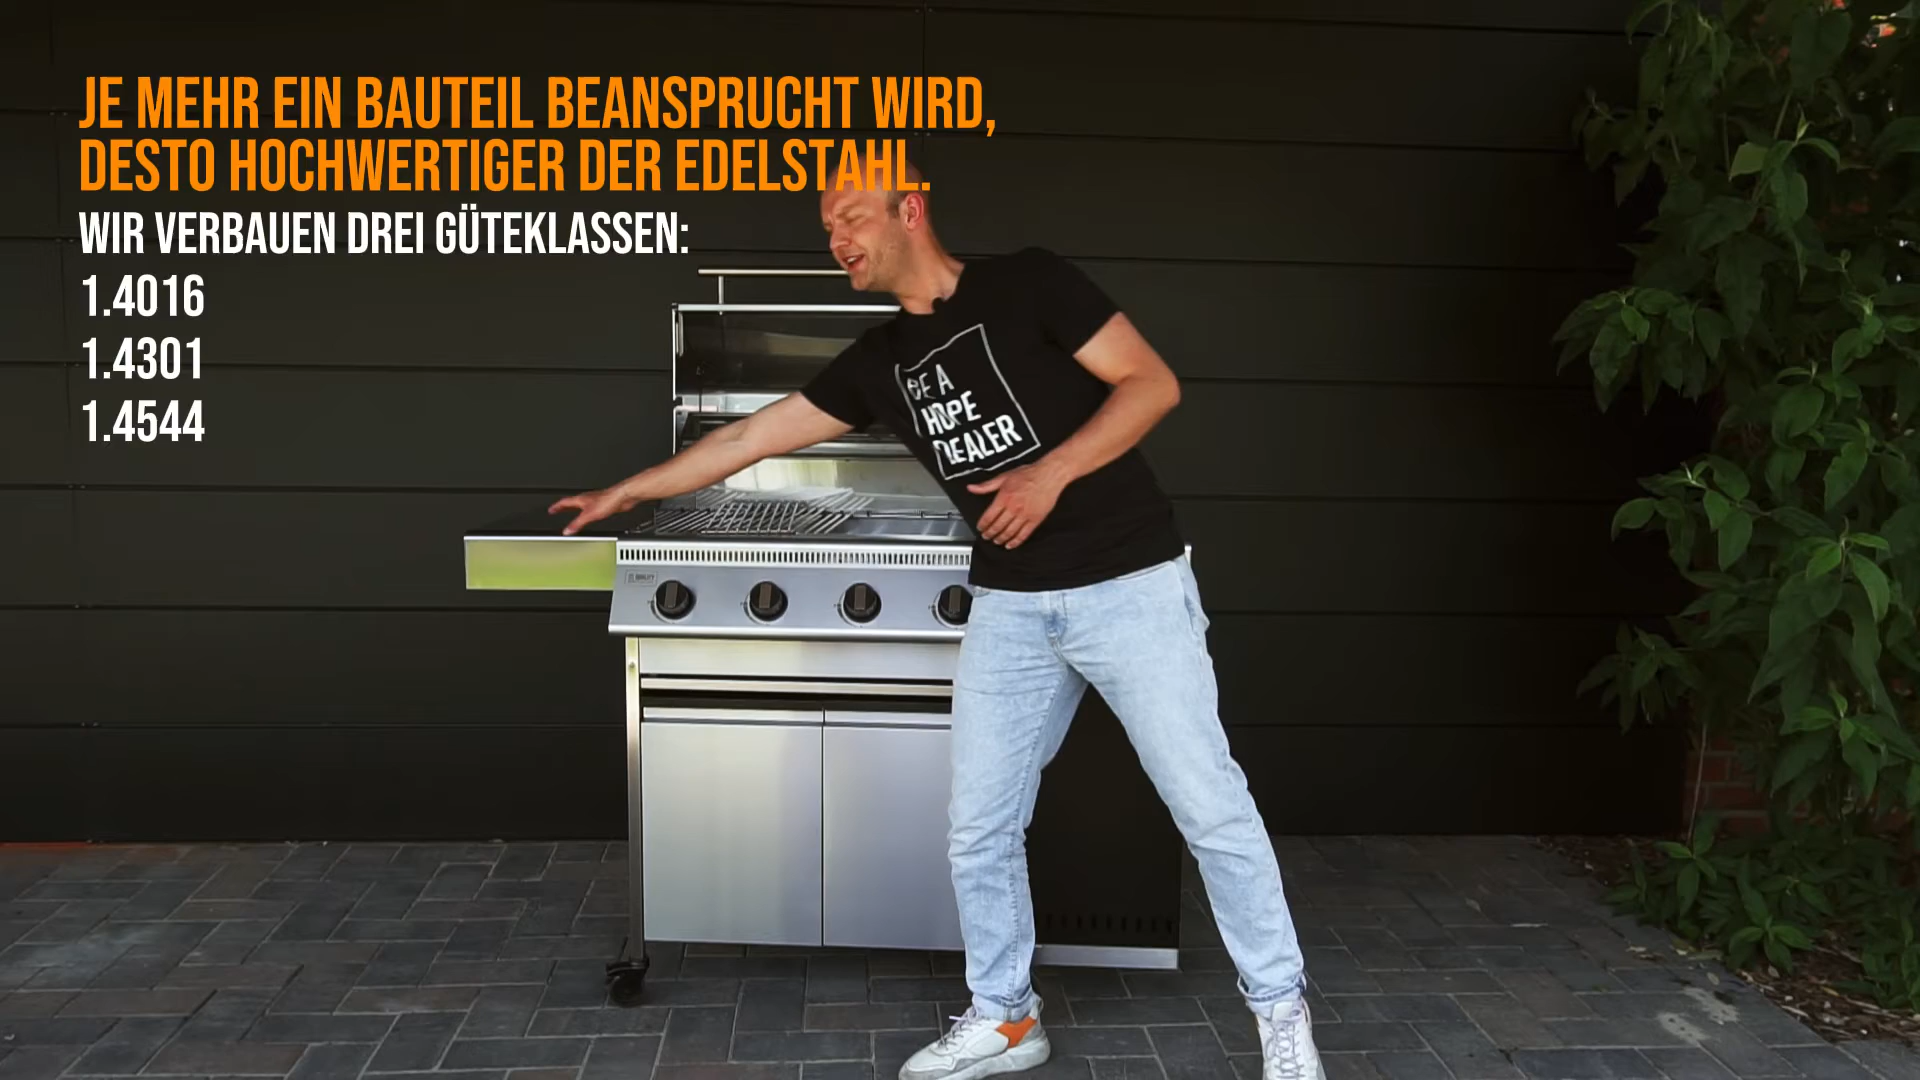 JE MEHR EIN BAUTEIL BEANSPRUCHT WIRD,
DESTO HOCHWERTIGER DER EDELSTAHL.
WIR VERBAUEN DREI GÜTEKLASSEN:
1.4016
1.4301
1.4544
BE A
HOPE
DEALER